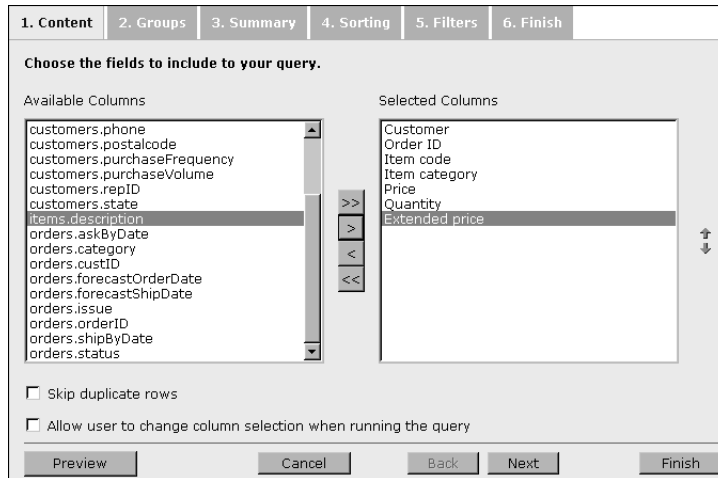 1. Content 2. Groups 3. Summary 4. Sorting 5. Filters 6. Finish
Choose the fields to include to your query.
Available Columns
Selected Columns
customers.phone
customers.postalcode
customers.purchaseFrequency
customers.purchaseVolume
customers.repID
customers.state
items.description
orders.askByDate
orders.category
orders.custID
orders.forecastOrderDate
orders.forecastShipDate
orders.issue
orders.orderID
orders.shipByDate
orders.status
>>
>
<
<<
Customer
Order ID
Item code
Item category
Price
Quantity
Extended price
Skip duplicate rows
Allow user to change column selection when running the query
Preview Cancel Back Next Finish